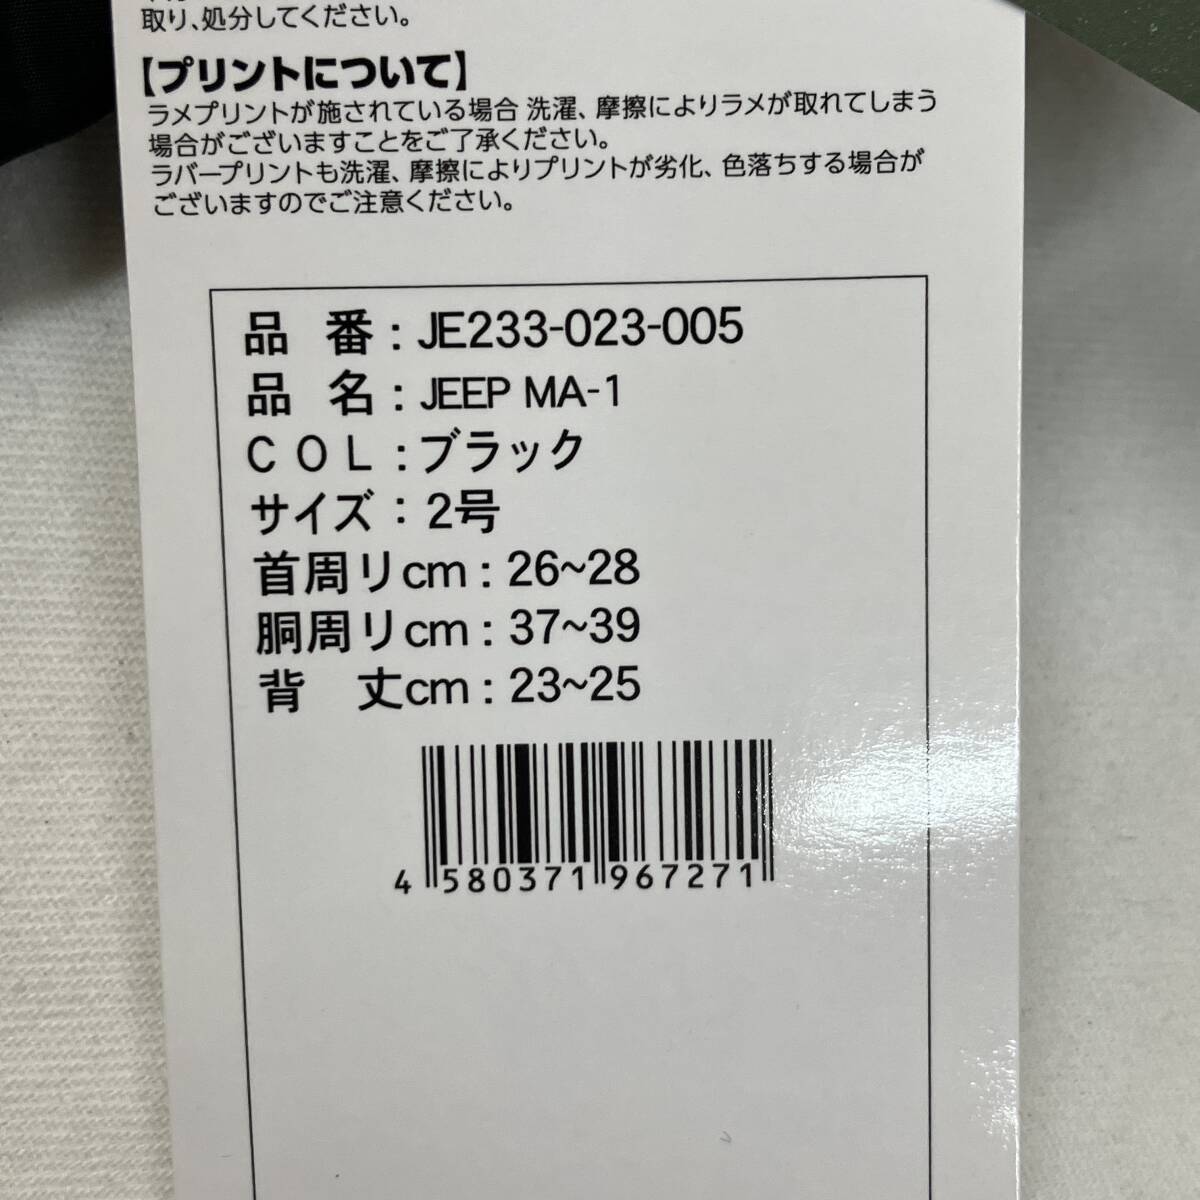 取り、処分してください。
【プリントについて】
ラメプリントが施されている場合 洗濯、摩擦によりラメが取れてしまう
場合がございますことをご了承ください。
ラバープリントも洗濯、摩擦によりプリントが劣化、色落ちする場合が
ございますのでご注意ください。
品 番 : JE233-023-005
品 名 : JEEP MA-1
C O L : ブラック
サイズ : 2号
首周りcm : 26~28
胴周りcm : 37~39
背 丈cm : 23~25
4 580371 967271